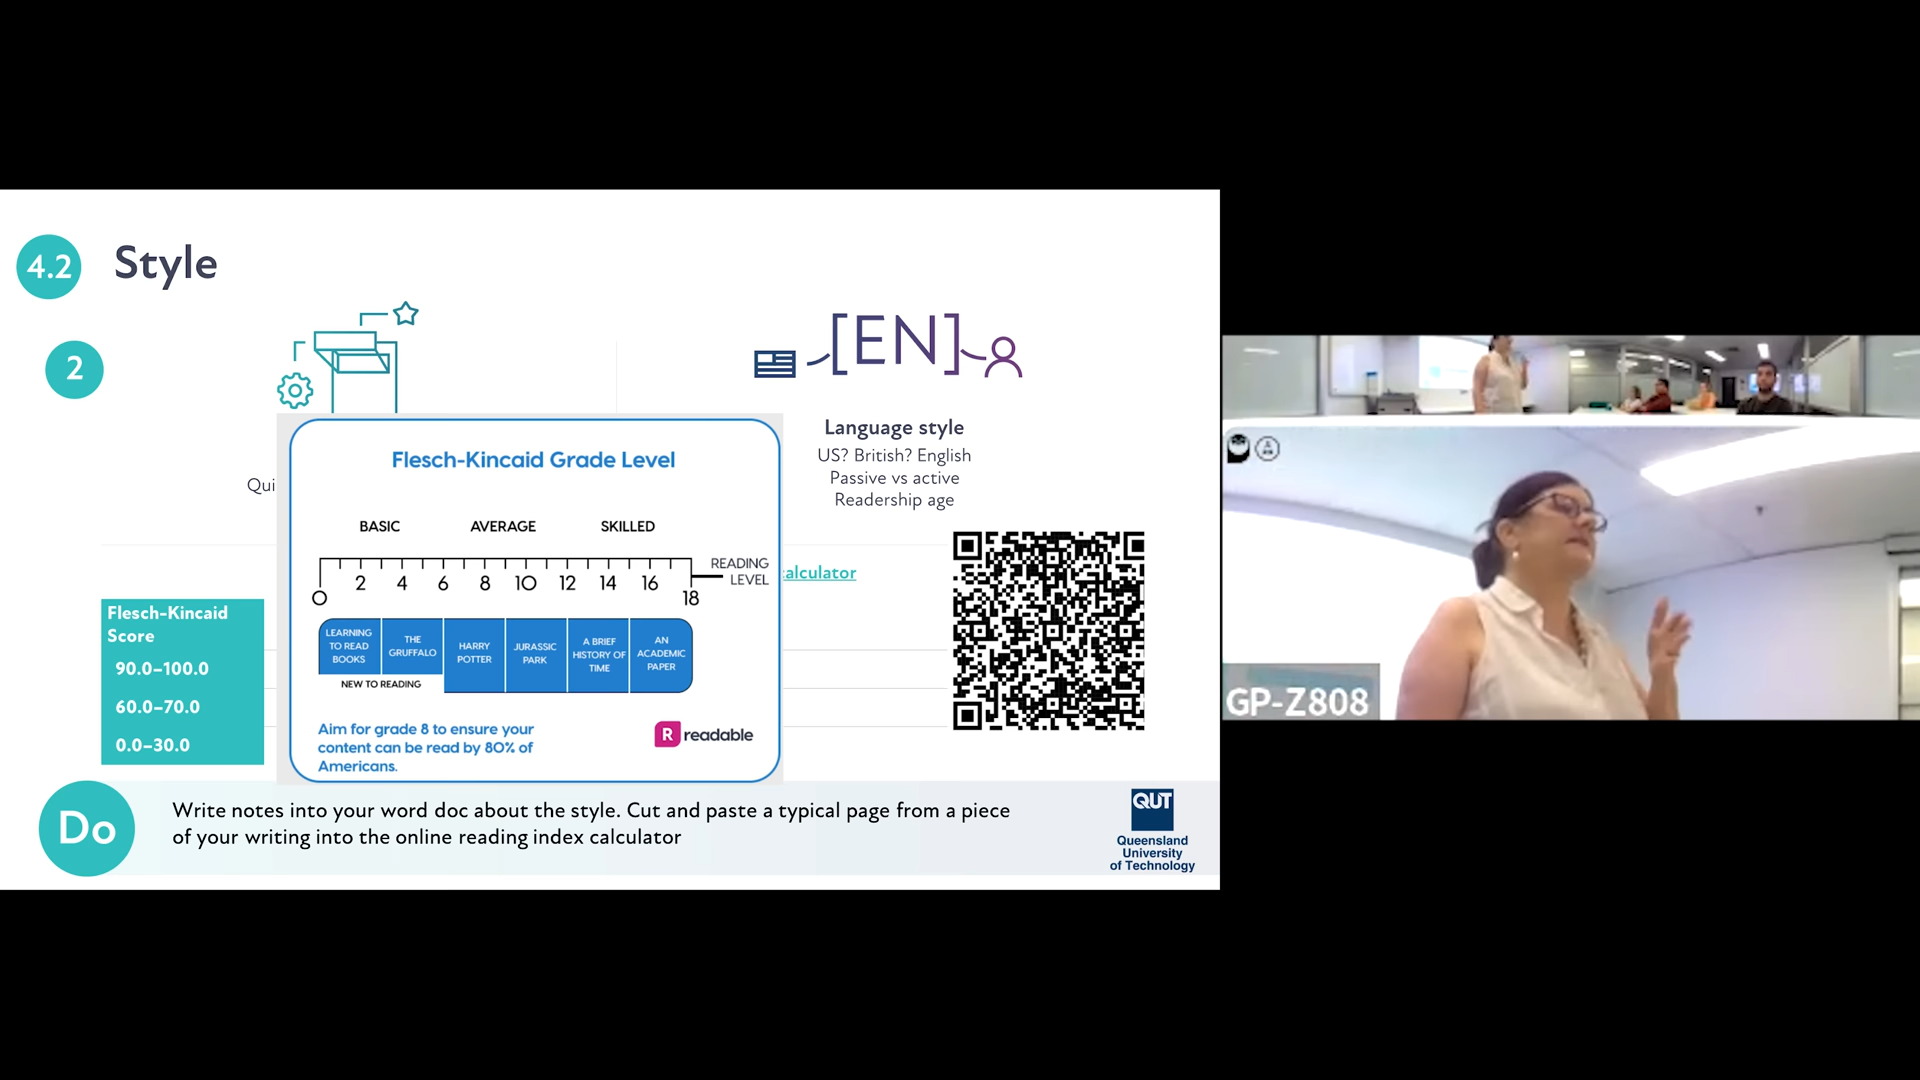 4.2
Style
2
[EN]
Language style
US? British? English
Passive vs active
Readership age
Qui
alculator
Flesch-Kincaid Grade Level
BASIC AVERAGE SKILLED
READING
LEVEL
0 2 4 6 8 10 12 14 16 18
LEARNING
TO READ
BOOKS
THE
GRUFFALO
HARRY
POTTER
JURASSIC
PARK
A BRIEF
HISTORY OF
TIME
AN
ACADEMIC
PAPER
NEW TO READING
Aim for grade 8 to ensure your
content can be read by 80% of
Americans.
R readable
Flesch-Kincaid
Score
90.0–100.0
60.0–70.0
0.0–30.0
Do
Write notes into your word doc about the style. Cut and paste a typical page from a piece
of your writing into the online reading index calculator
QUT
Queensland
University
of Technology
GP-Z808